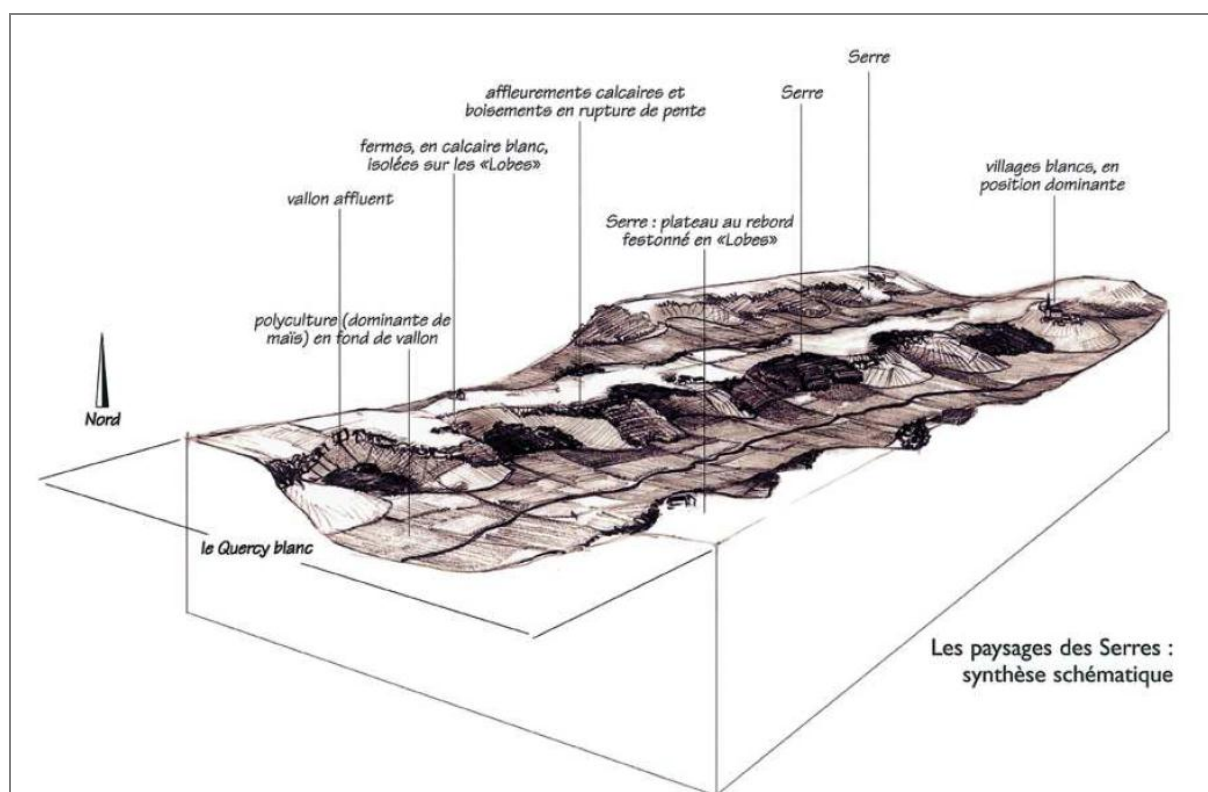 Serre
affleurements calcaires et
boisements en rupture de pente
Serre
fermes, en calcaire blanc,
isolées sur les «Lobes»
villages blancs, en
position dominante
vallon affluent
Serre : plateau au rebord
festonné en «Lobes»
polyculture (dominante de
maïs) en fond de vallon
Nord
le Quercy blanc
Les paysages des Serres :
synthèse schématique